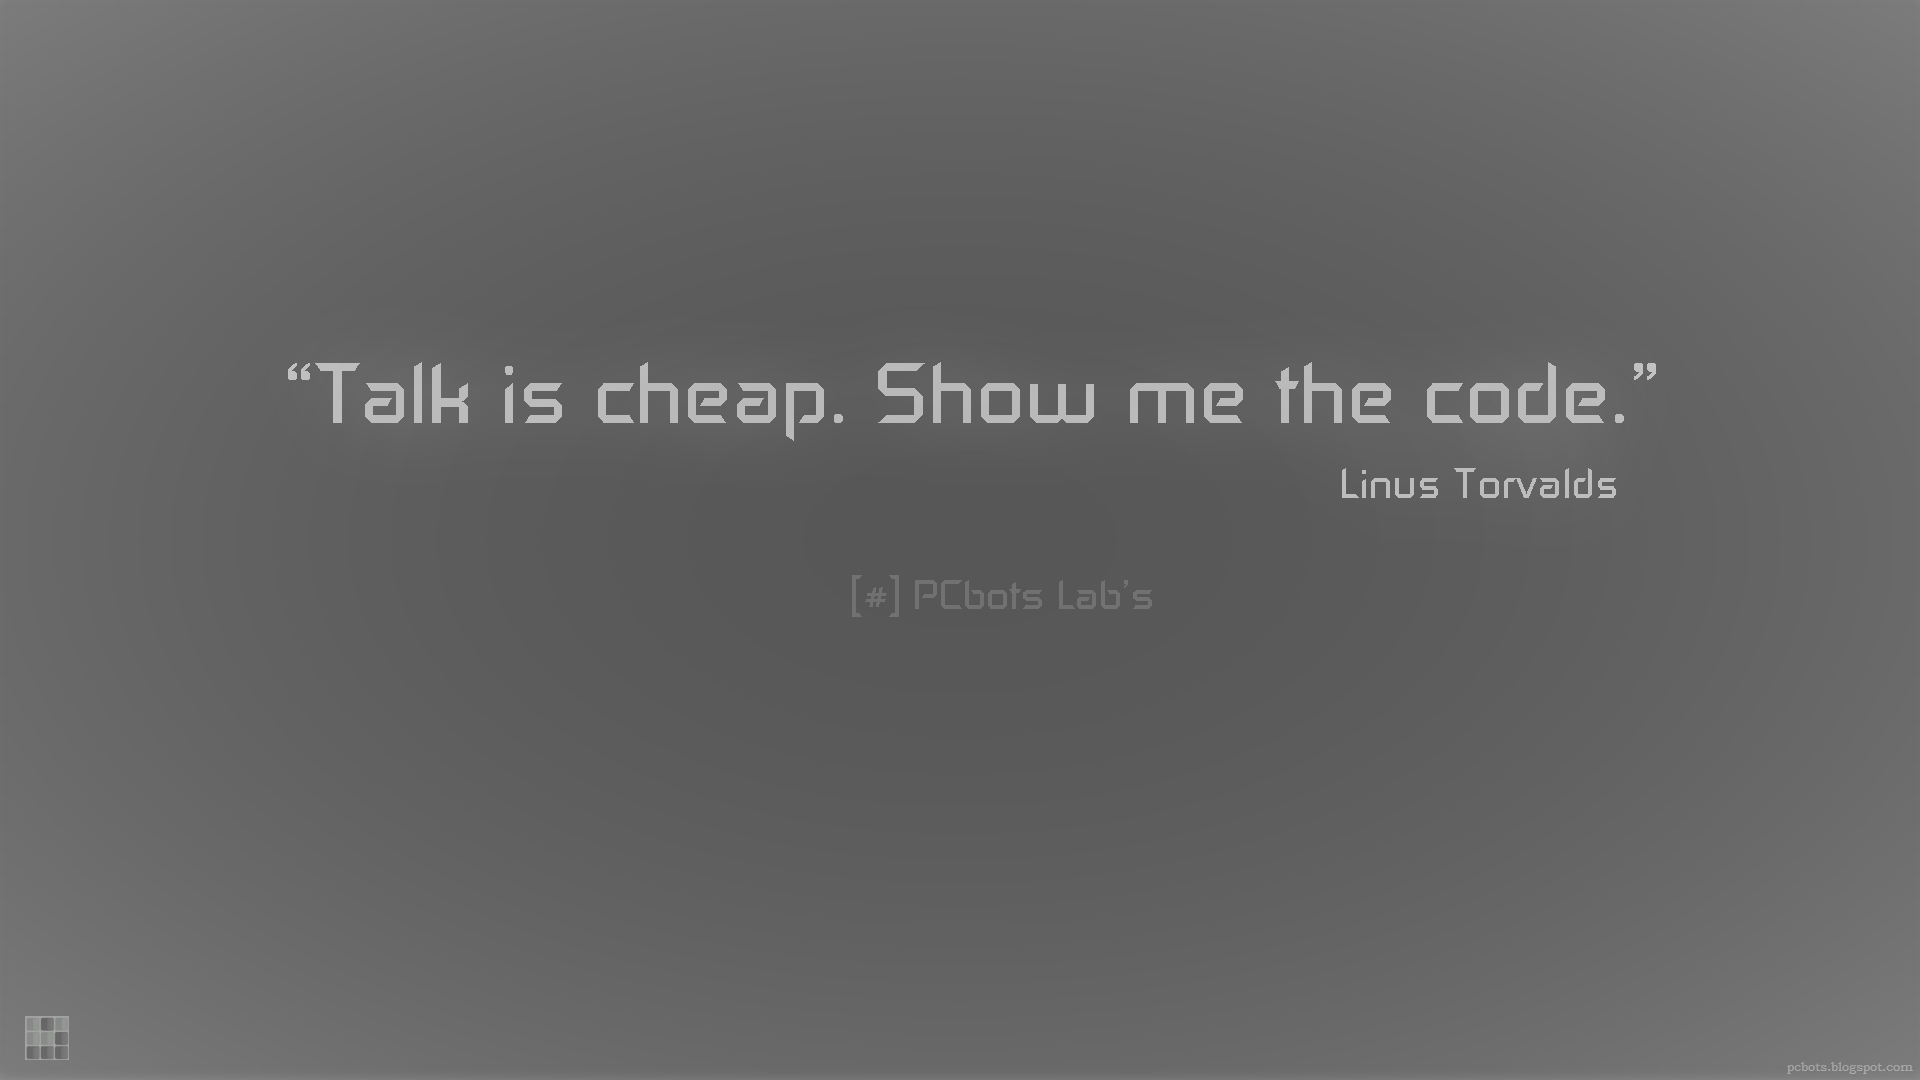 “Talk is cheap. Show me the code.”
Linus Torvalds
[#] PCbots Lab’s
pcbots.blogspot.com